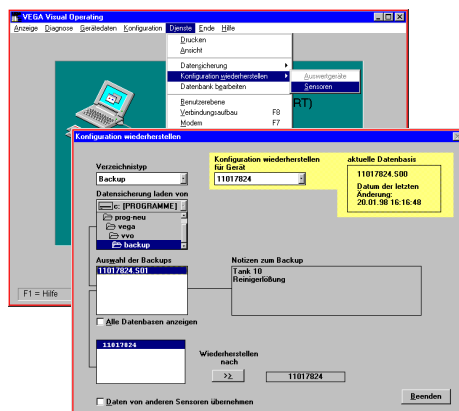 VEGA Visual Operating
Anzeige Diagnose Gerätedaten Konfiguration Dienste Ende Hilfe
Drucken
Ansicht
Datensicherung
Konfiguration wiederherstellen
Auswertgeräte
Datenbank bearbeiten
Sensoren
Benutzerebene
RT)
Verbindungsaufbau F8
Modem F7
Konfiguration wiederherstellen
Verzeichnistyp
Backup
Konfiguration wiederherstellen
für Gerät
11017824
aktuelle Datenbasis
11017824.S00
Datum der letzten
Änderung:
20.01.98 16:16:48
Datensicherung laden von
c: [PROGRAMME]
prog-neu
vega
vvo
backup
Auswahl der Backups
11017824.S01
Notizen zum Backup
Tank 10
Reinigerlößung
F1 = Hilfe
Alle Datenbasen anzeigen
11017824
Wiederherstellen
nach
>>
11017824
Beenden
Daten von anderen Sensoren übernehmen